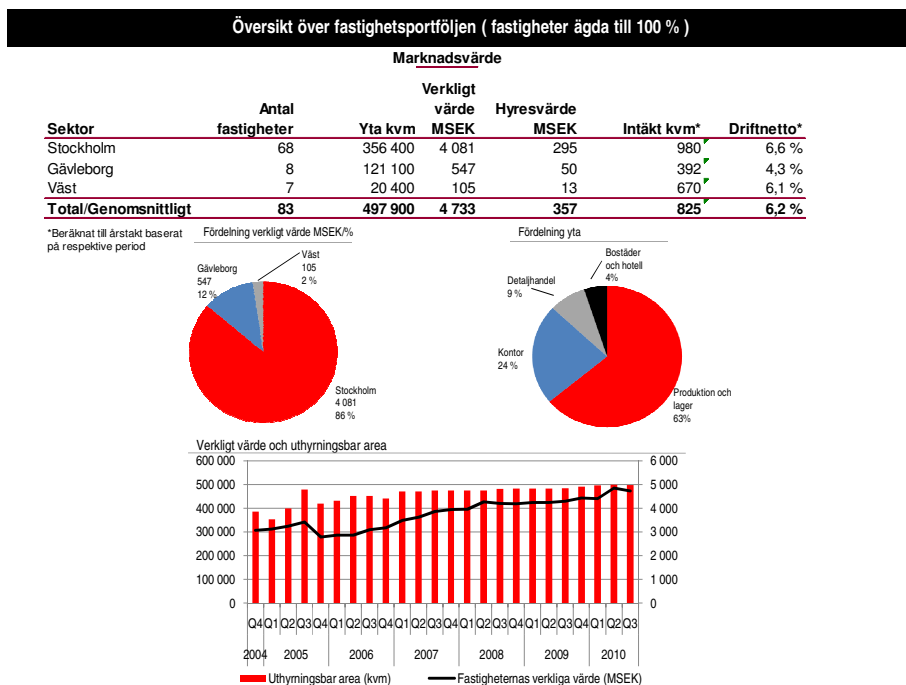 Översikt över fastighetsportföljen ( fastigheter ägda till 100 % )
Marknadsvärde
Sektor Antal fastigheter Yta kvm Verkligt värde MSEK Hyresvärde MSEK Intäkt kvm* Driftnetto*
Stockholm 68 356 400 4 081 295 980 6,6 %
Gävleborg 8 121 100 547 50 392 4,3 %
Väst 7 20 400 105 13 670 6,1 %
Total/Genomsnittligt 83 497 900 4 733 357 825 6,2 %
*Beräknat till årstakt baserat
på respektive period
Fördelning verkligt värde MSEK/%
Väst
105
2 %
Gävleborg
547
12 %
Stockholm
4 081
86 %
Fördelning yta
Bostäder
och hotell
4%
Detaljhandel
9 %
Kontor
24 %
Produktion och
lager
63%
Verkligt värde och uthyrningsbar area
600 000 6 000
500 000 5 000
400 000 4 000
300 000 3 000
200 000 2 000
100 000 1 000
0 0
Q4 Q1 Q2 Q3 Q4 Q1 Q2 Q3 Q4 Q1 Q2 Q3 Q4 Q1 Q2 Q3 Q4 Q1 Q2 Q3 Q4 Q1 Q2 Q3
2004 2005 2006 2007 2008 2009 2010
Uthyrningsbar area (kvm) Fastigheternas verkliga värde (MSEK)